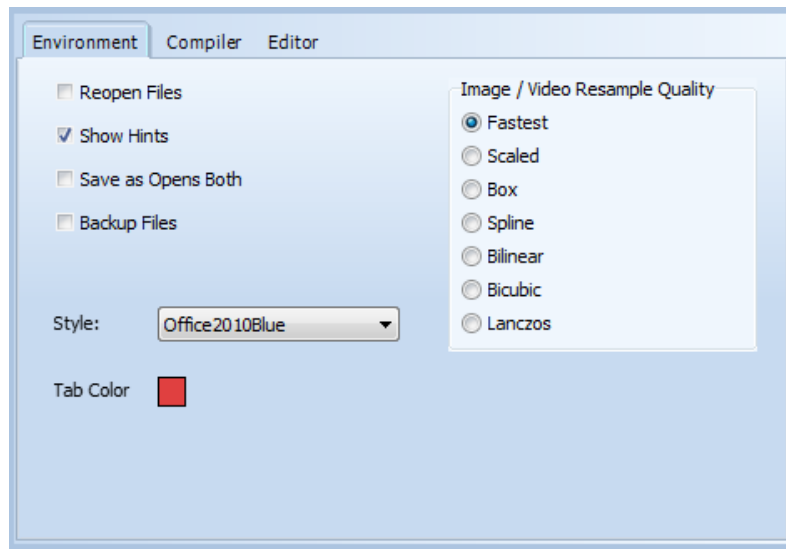 Environment Compiler Editor
Reopen Files
Show Hints
Save as Opens Both
Backup Files
Style: Office2010Blue
Tab Color
Image / Video Resample Quality
Fastest
Scaled
Box
Spline
Bilinear
Bicubic
Lanczos